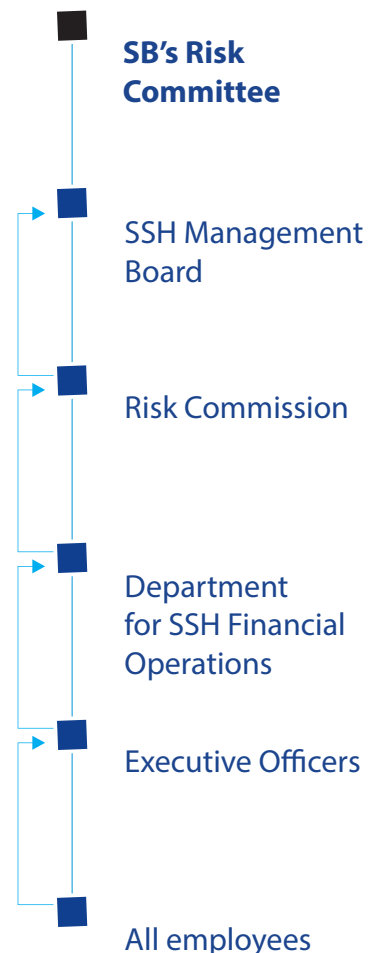 SB’s Risk
Committee
SSH Management
Board
Risk Commission
Department
for SSH Financial
Operations
Executive Officers
All employees